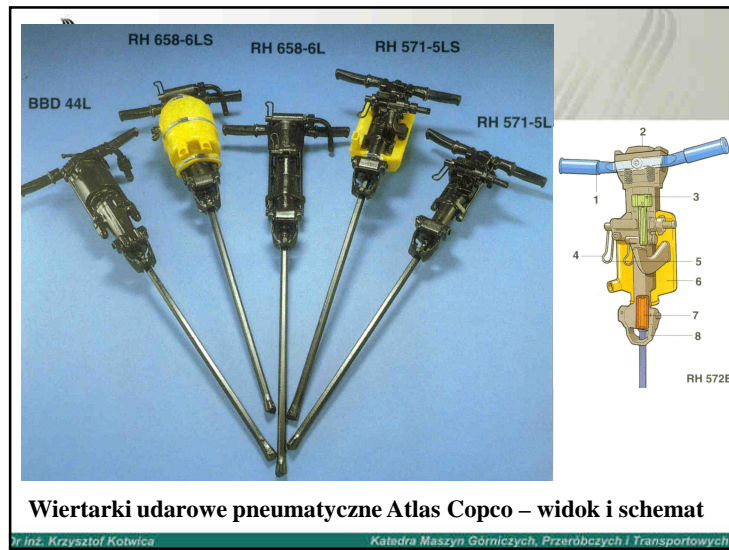 RH 658-6LS
RH 658-6L
RH 571-5LS
BBD 44L
RH 571-5L
2
1
3
4
5
6
7
8
RH 572E
Wiertarki udarowe pneumatyczne Atlas Copco – widok i schemat
Dr inż. Krzysztof Kotwica
Katedra Maszyn Górniczych, Przeróbczych i Transportowych